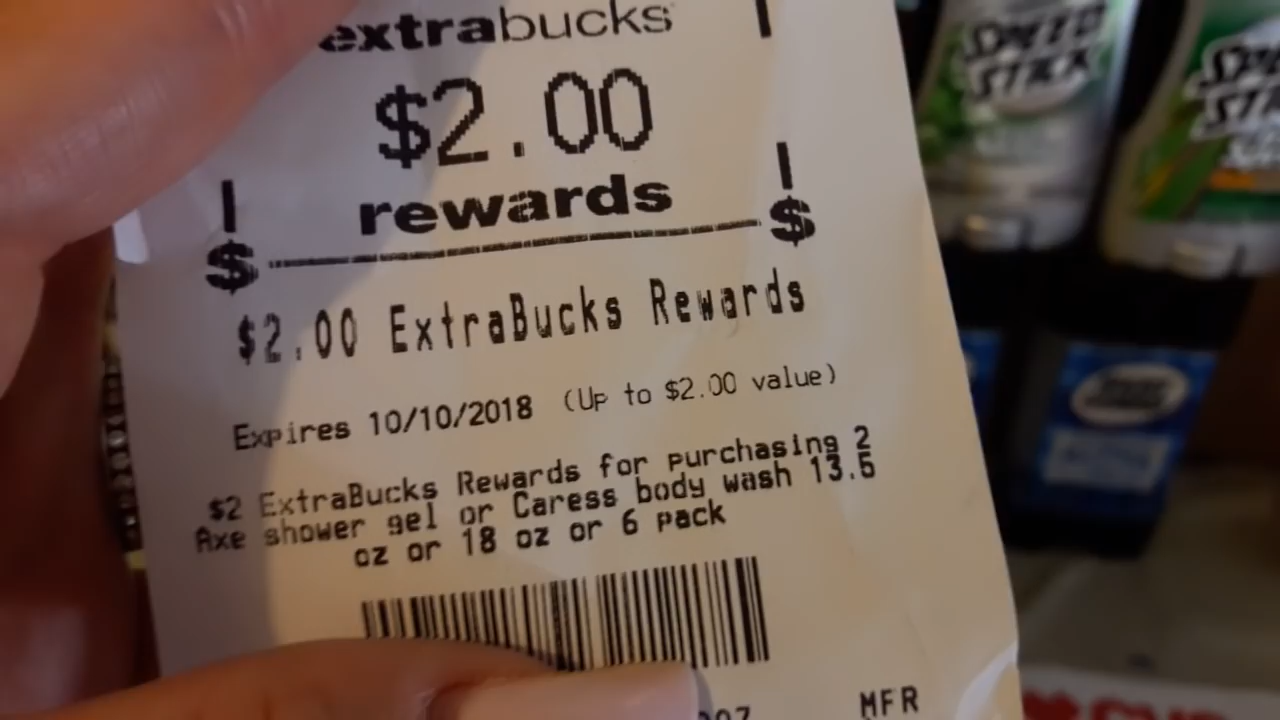 extrabucks
$2.00
rewards
$ $
$2.00 ExtraBucks Rewards
Expires 10/10/2018 (Up to $2.00 value)
$2 ExtraBucks Rewards for purchasing 2
Axe shower gel or Caress body wash 13.5
oz or 18 oz or 6 pack
MFR
SPEED
STICK